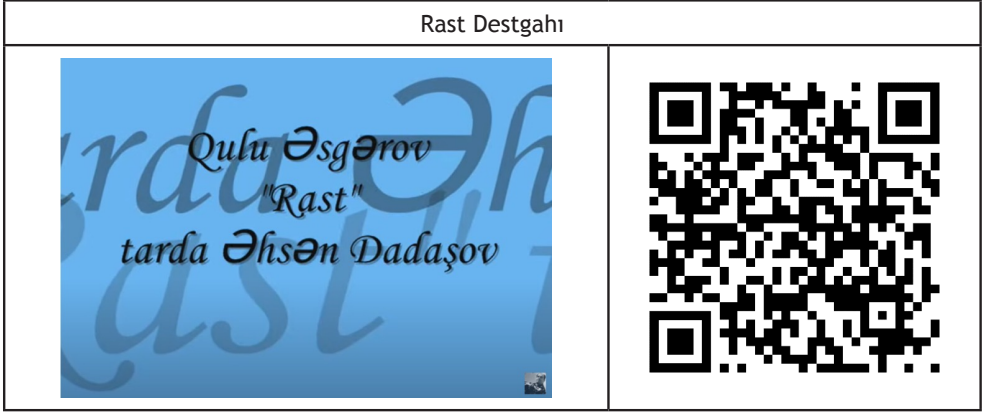 Rast Destgahı
Qulu Əsgərov
"Rast"
tarda Əhsən Dadaşov